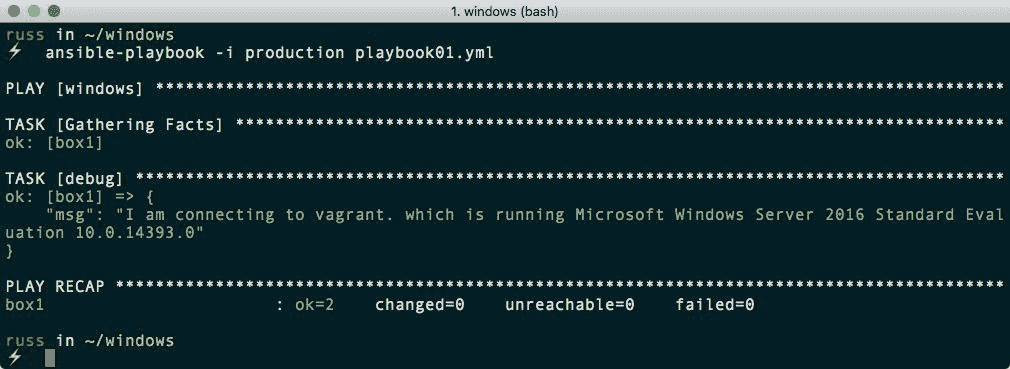 1. windows (bash)
russ in ~/windows
⚡ ansible-playbook -i production playbook01.yml
PLAY [windows] *************************************************************************************
TASK [Gathering Facts] *****************************************************************************
ok: [box1]
TASK [debug] ***************************************************************************************
ok: [box1] => {
    "msg": "I am connecting to vagrant. which is running Microsoft Windows Server 2016 Standard Eval
uation 10.0.14393.0"
}
PLAY RECAP *****************************************************************************************
box1                       : ok=2    changed=0    unreachable=0    failed=0
russ in ~/windows
⚡